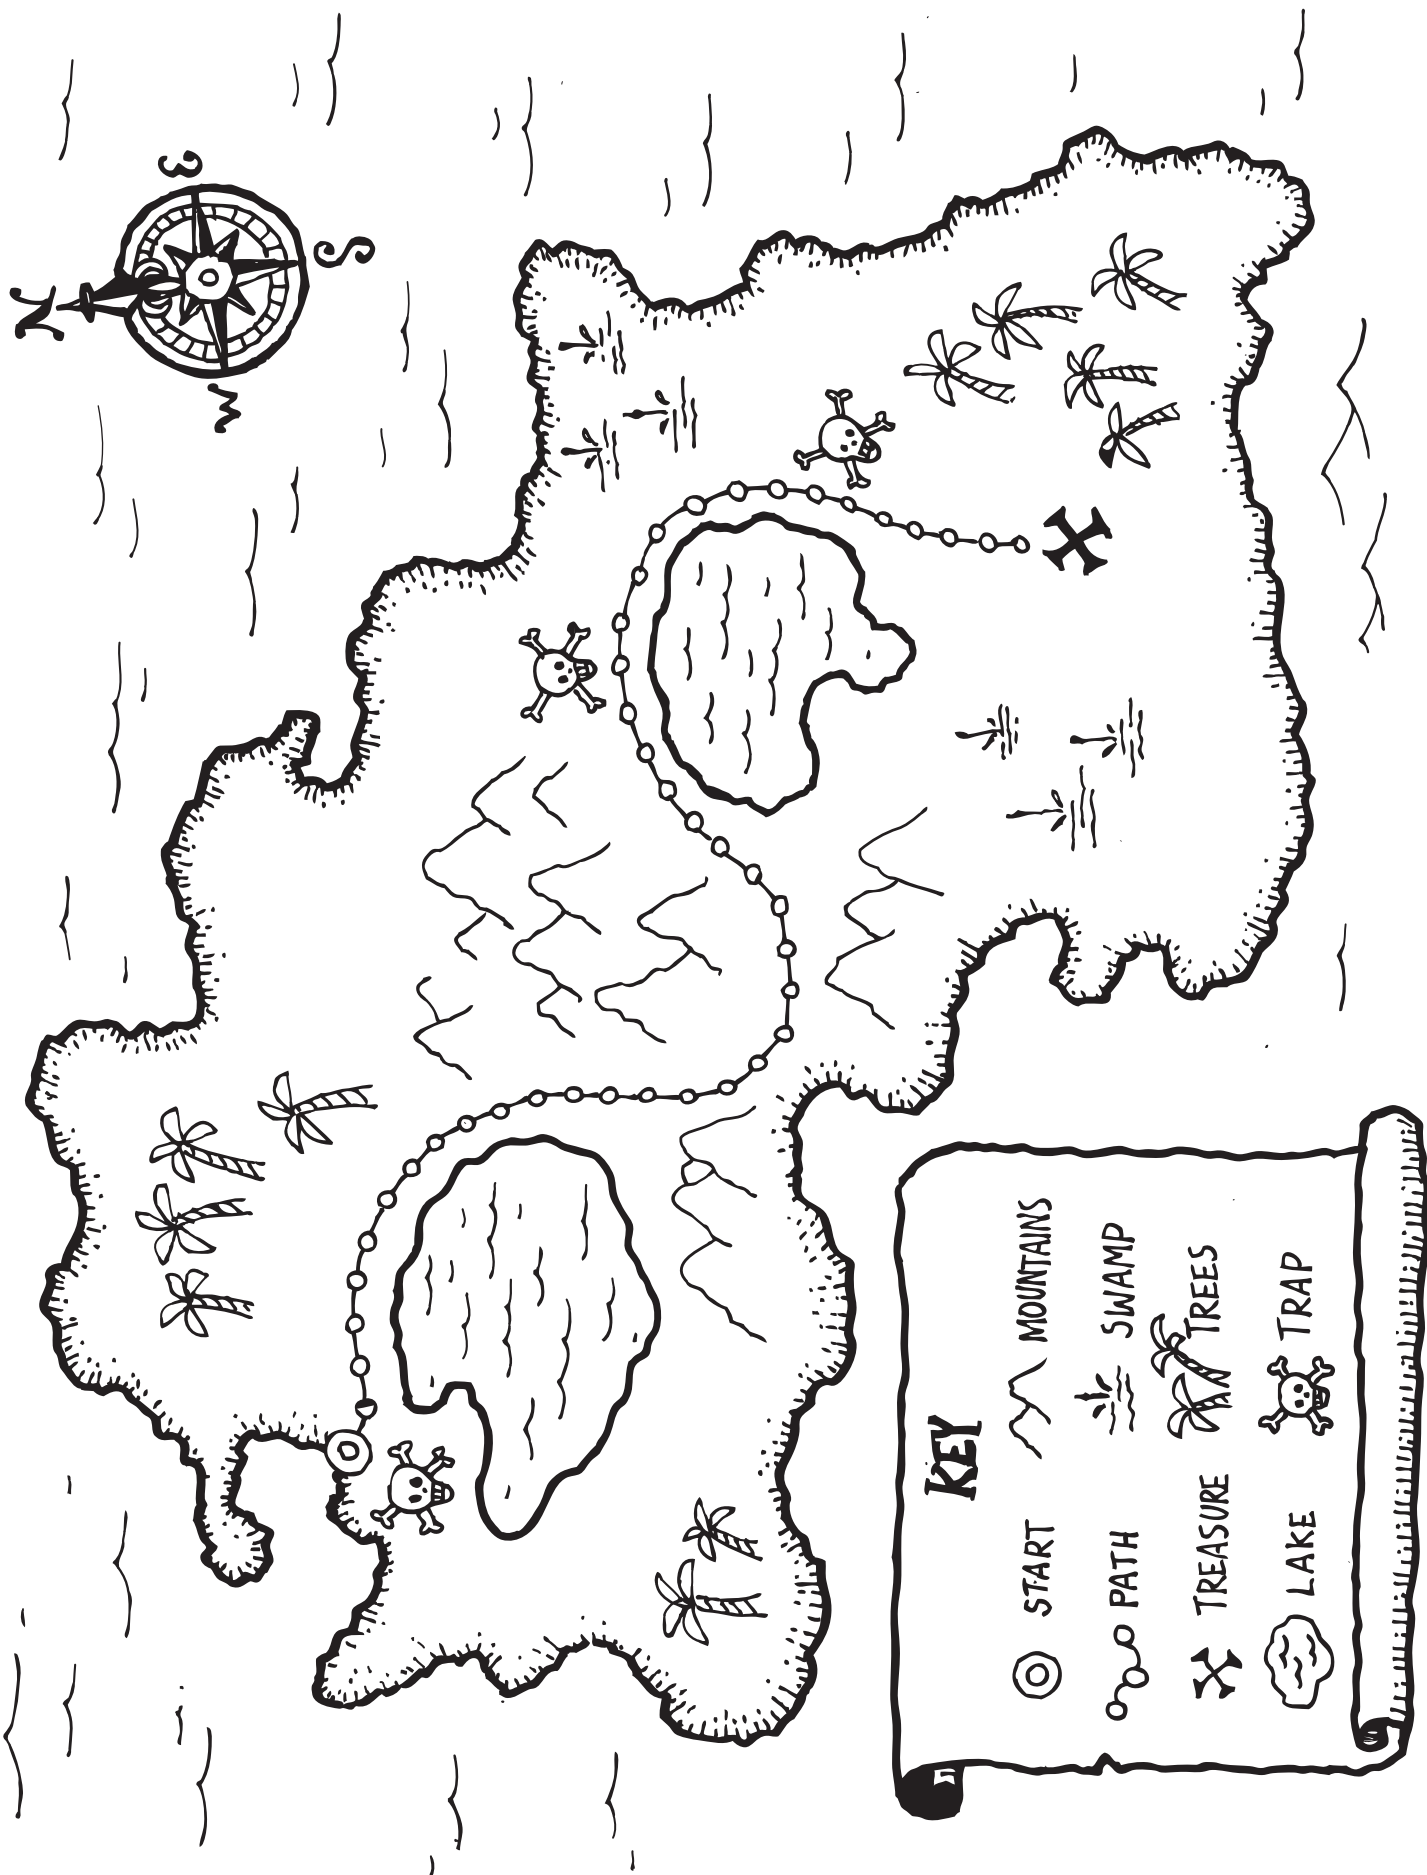 N
W E
S
KEY
START MOUNTAINS
PATH SWAMP
TREASURE TREES
LAKE TRAP